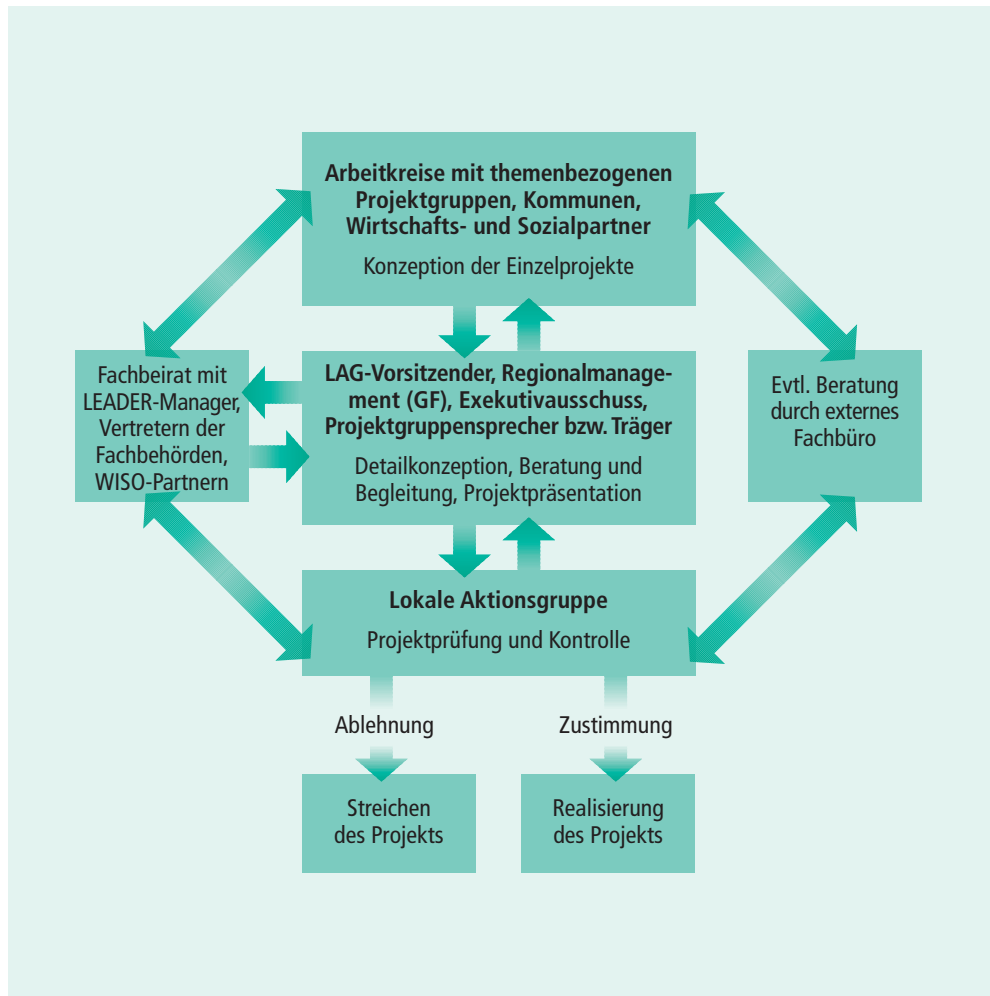 Arbeitkreise mit themenbezogenen
Projektgruppen, Kommunen,
Wirtschafts- und Sozialpartner
Konzeption der Einzelprojekte
Fachbeirat mit
LEADER-Manager,
Vertretern der
Fachbehörden,
WISO-Partnern
LAG-Vorsitzender, Regionalmanage-
ment (GF), Exekutivausschuss,
Projektgruppensprecher bzw. Träger
Detailkonzeption, Beratung und
Begleitung, Projektpräsentation
Evtl. Beratung
durch externes
Fachbüro
Lokale Aktionsgruppe
Projektprüfung und Kontrolle
Ablehnung
Zustimmung
Streichen
des Projekts
Realisierung
des Projekts